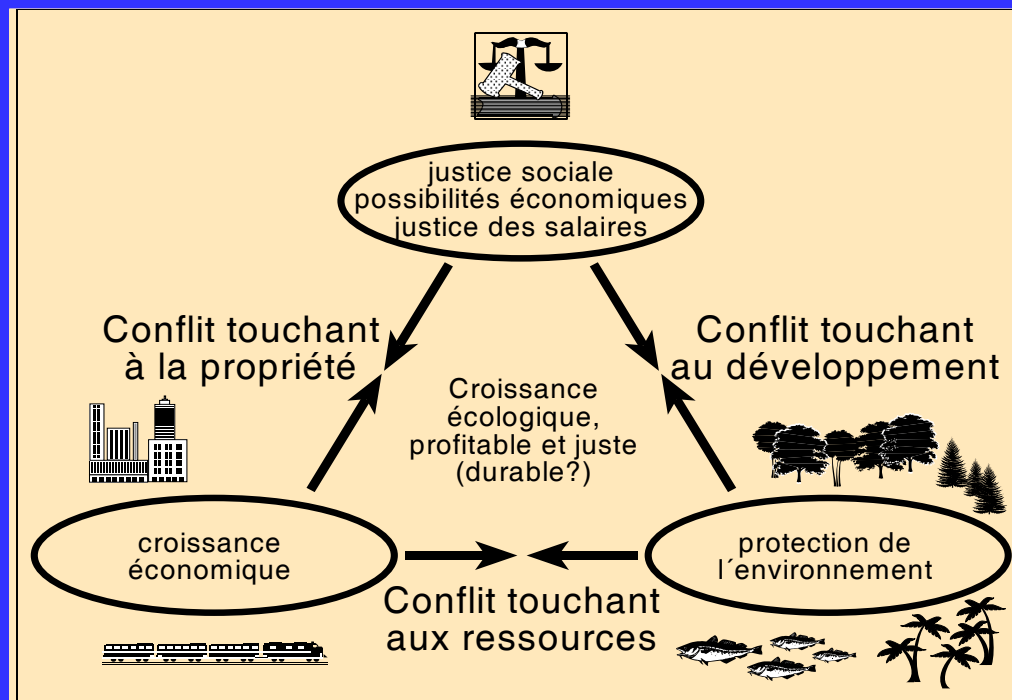 justice sociale
possibilités économiques
justice des salaires
Conflit touchant
à la propriété
Conflit touchant
au développement
Croissance
écologique,
profitable et juste
(durable?)
croissance
économique
protection de
l´environnement
Conflit touchant
aux ressources